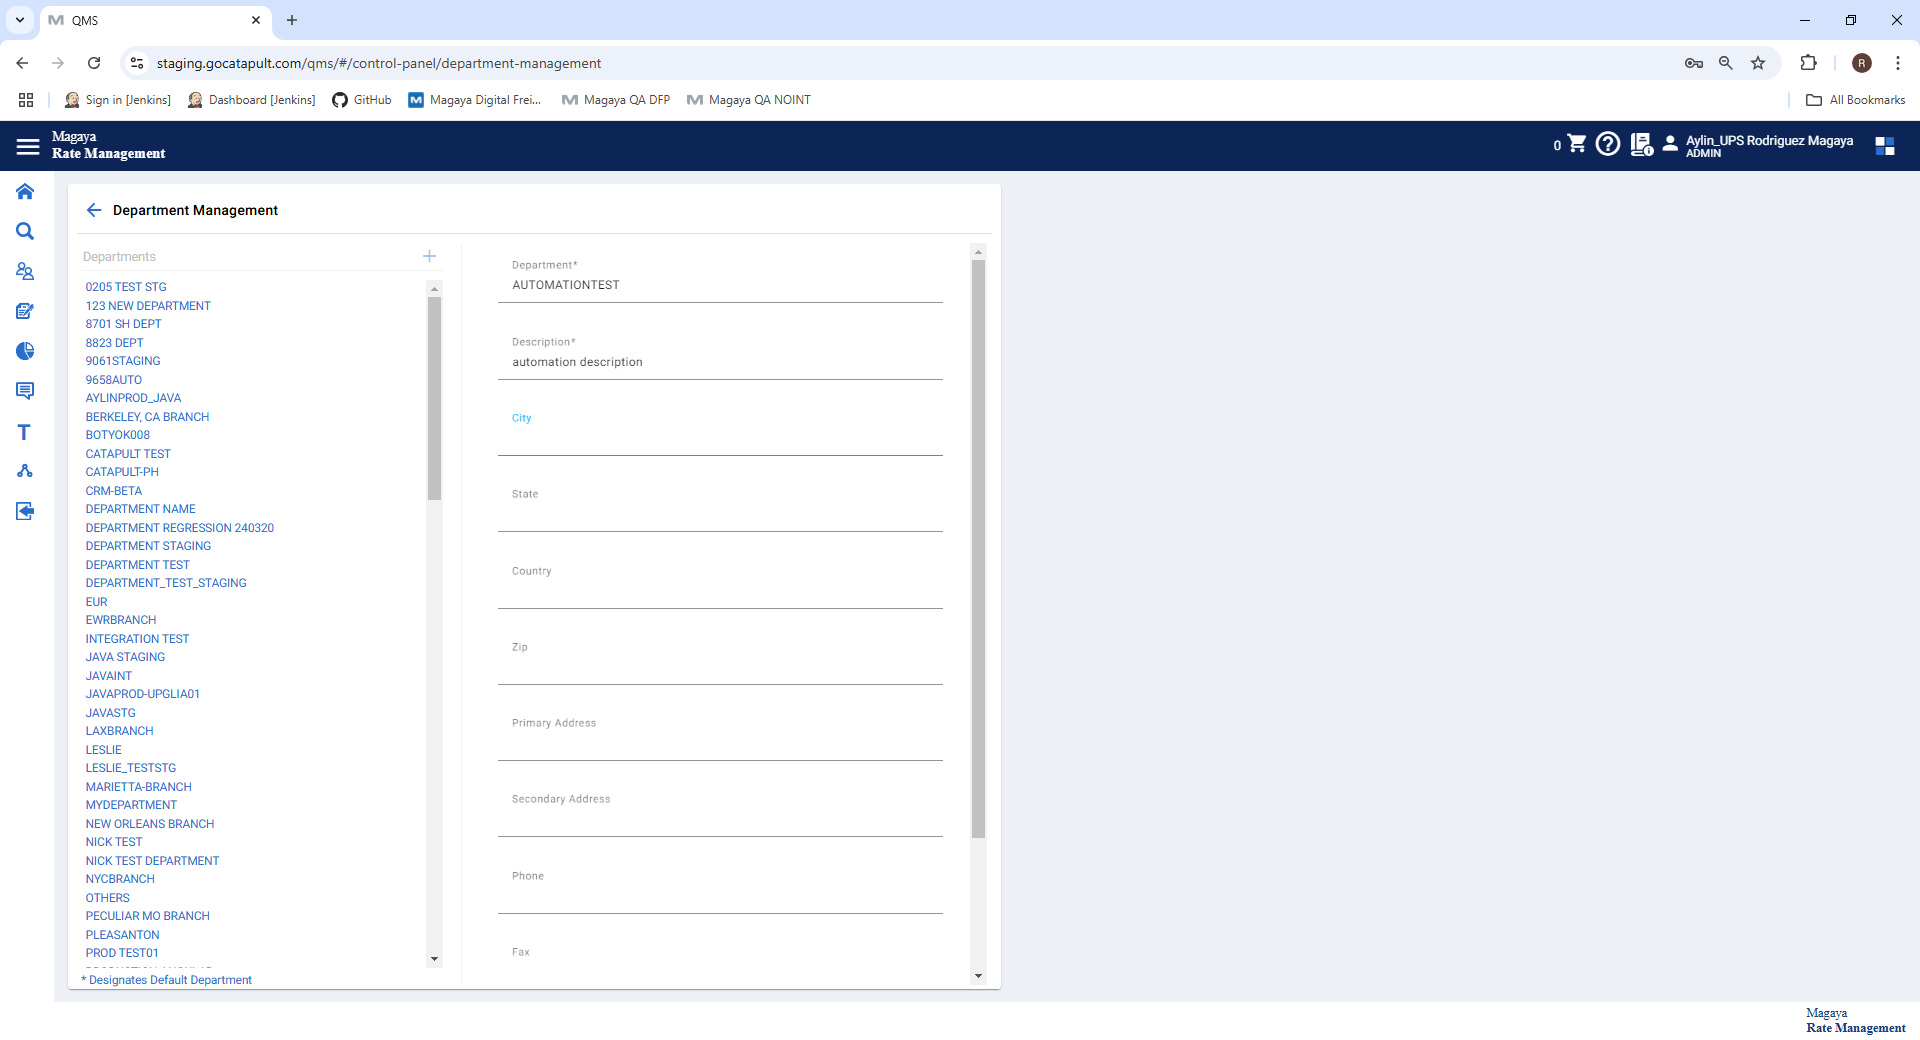 QMS
staging.gocatapult.com/qms/#/control-panel/department-management
R
Sign in [Jenkins]
Dashboard [Jenkins]
GitHub
Magaya Digital Frei...
Magaya QA DFP
Magaya QA NOINT
All Bookmarks
Magaya
Rate Management
0
Aylin_UPS Rodriguez Magaya
ADMIN
Department Management
Departments
0205 TEST STG
123 NEW DEPARTMENT
8701 SH DEPT
8823 DEPT
9061STAGING
9658AUTO
AYLINPROD_JAVA
BERKELEY, CA BRANCH
BOTYOK008
CATAPULT TEST
CATAPULT-PH
CRM-BETA
DEPARTMENT NAME
DEPARTMENT REGRESSION 240320
DEPARTMENT STAGING
DEPARTMENT TEST
DEPARTMENT_TEST_STAGING
EUR
EWRBRANCH
INTEGRATION TEST
JAVA STAGING
JAVAINT
JAVAPROD-UPGLIA01
JAVASTG
LAXBRANCH
LESLIE
LESLIE_TESTSTG
MARIETTA-BRANCH
MYDEPARTMENT
NEW ORLEANS BRANCH
NICK TEST
NICK TEST DEPARTMENT
NYCBRANCH
OTHERS
PECULIAR MO BRANCH
PLEASANTON
PROD TEST01
* Designates Default Department
Department*
AUTOMATIONTEST
Description*
automation description
City
State
Country
Zip
Primary Address
Secondary Address
Phone
Fax
Magaya
Rate Management